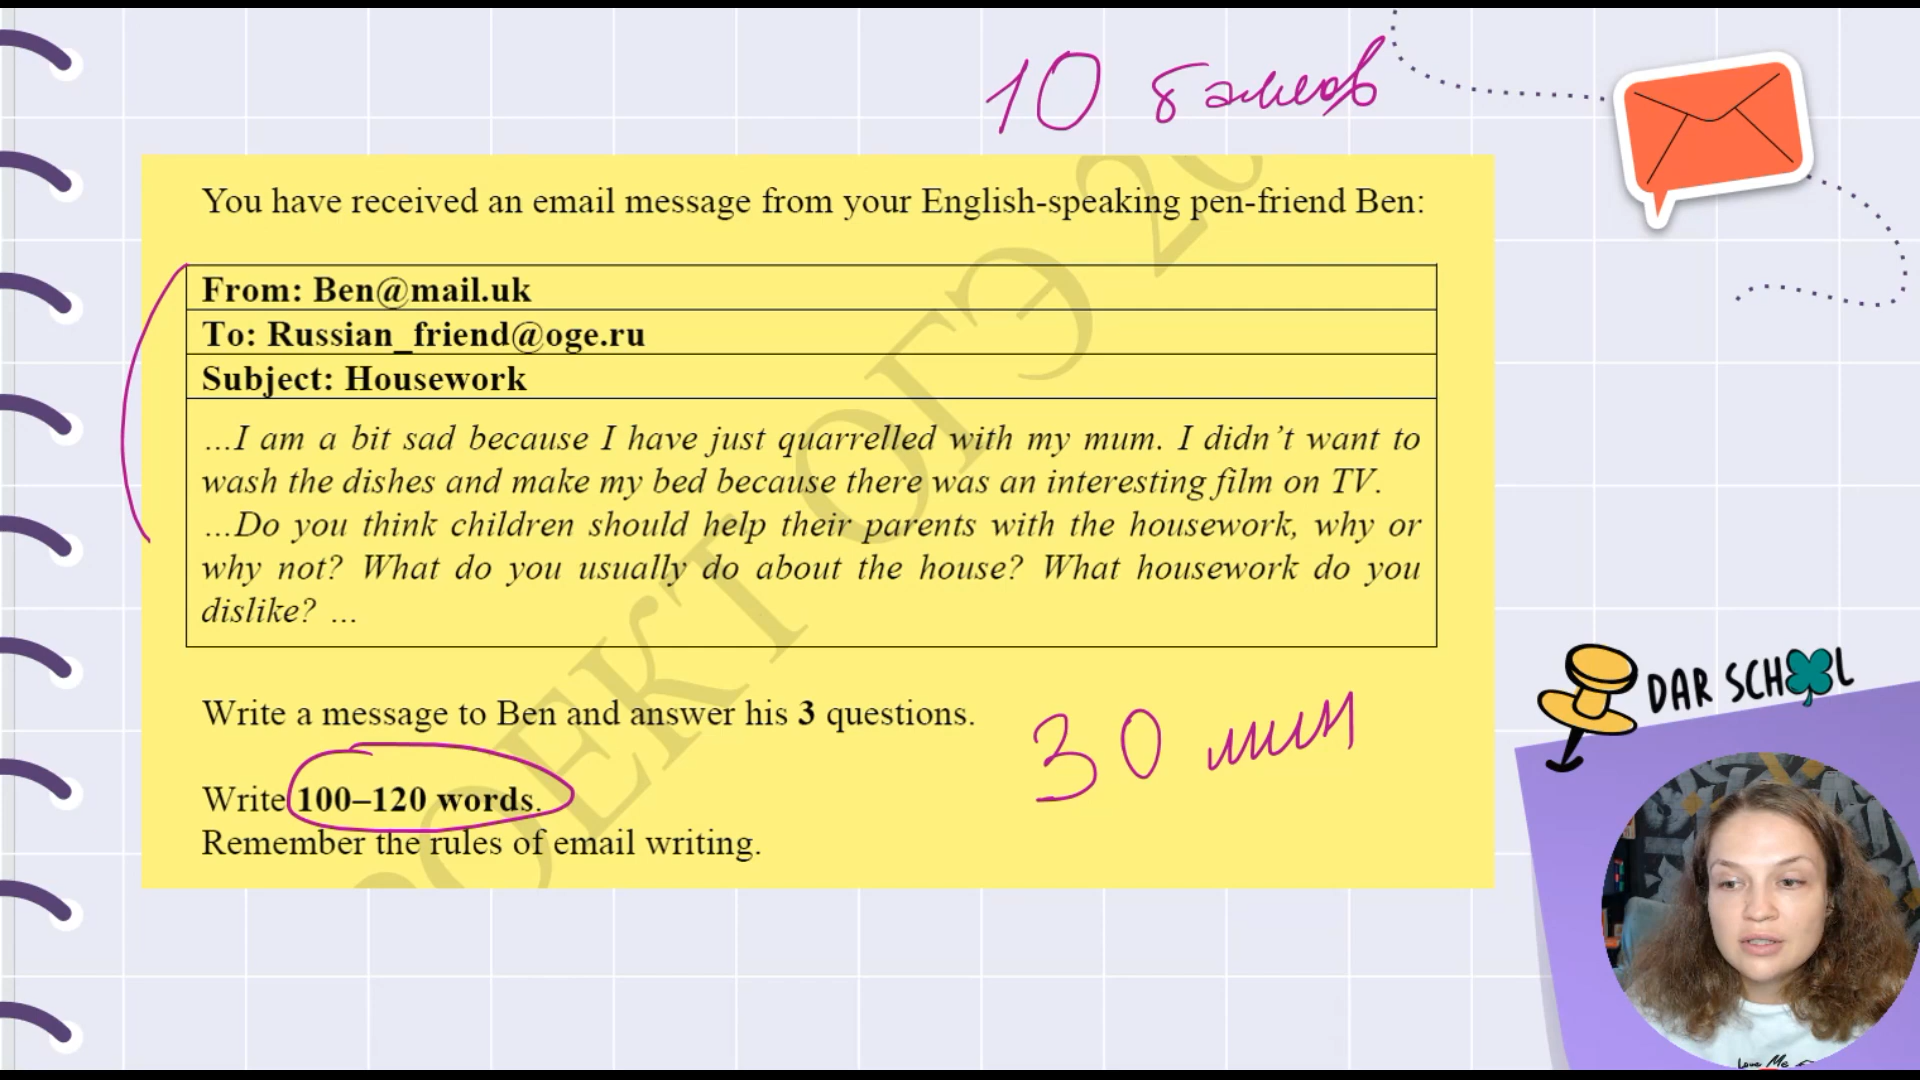 10 баллов
You have received an email message from your English-speaking pen-friend Ben:
From: Ben@mail.uk
To: Russian_friend@oge.ru
Subject: Housework
...I am a bit sad because I have just quarrelled with my mum. I didn't want to
wash the dishes and make my bed because there was an interesting film on TV.
...Do you think children should help their parents with the housework, why or
why not? What do you usually do about the house? What housework do you
dislike? ...
Write a message to Ben and answer his 3 questions.
30 мин
Write 100–120 words.
Remember the rules of email writing.
DAR SCHOOL
Love Me